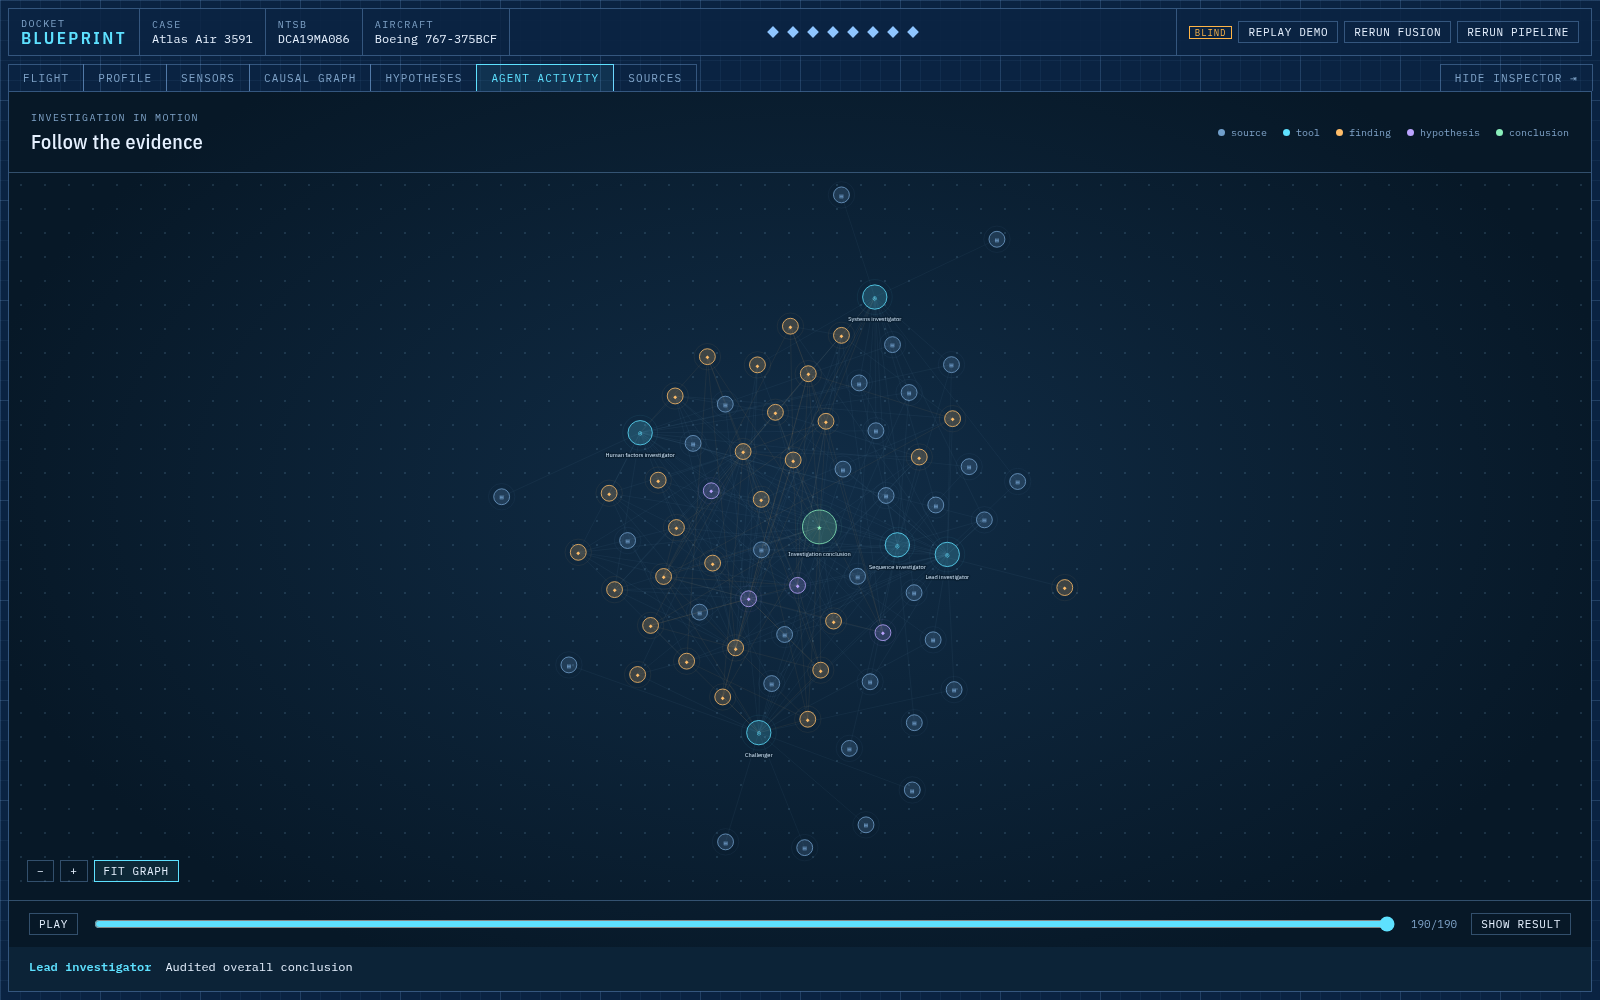 DOCKET
BLUEPRINT
CASE
Atlas Air 3591
NTSB
DCA19MA086
AIRCRAFT
Boeing 767-375BCF
BLIND
REPLAY DEMO
RERUN FUSION
RERUN PIPELINE
FLIGHT
PROFILE
SENSORS
CAUSAL GRAPH
HYPOTHESES
AGENT ACTIVITY
SOURCES
HIDE INSPECTOR ⇥
INVESTIGATION IN MOTION
Follow the evidence
source
tool
finding
hypothesis
conclusion
Systems investigator
Human factors investigator
Investigation conclusion
Sequence investigator
Lead investigator
Challenger
−
+
FIT GRAPH
PLAY
190/190
SHOW RESULT
Lead investigator Audited overall conclusion